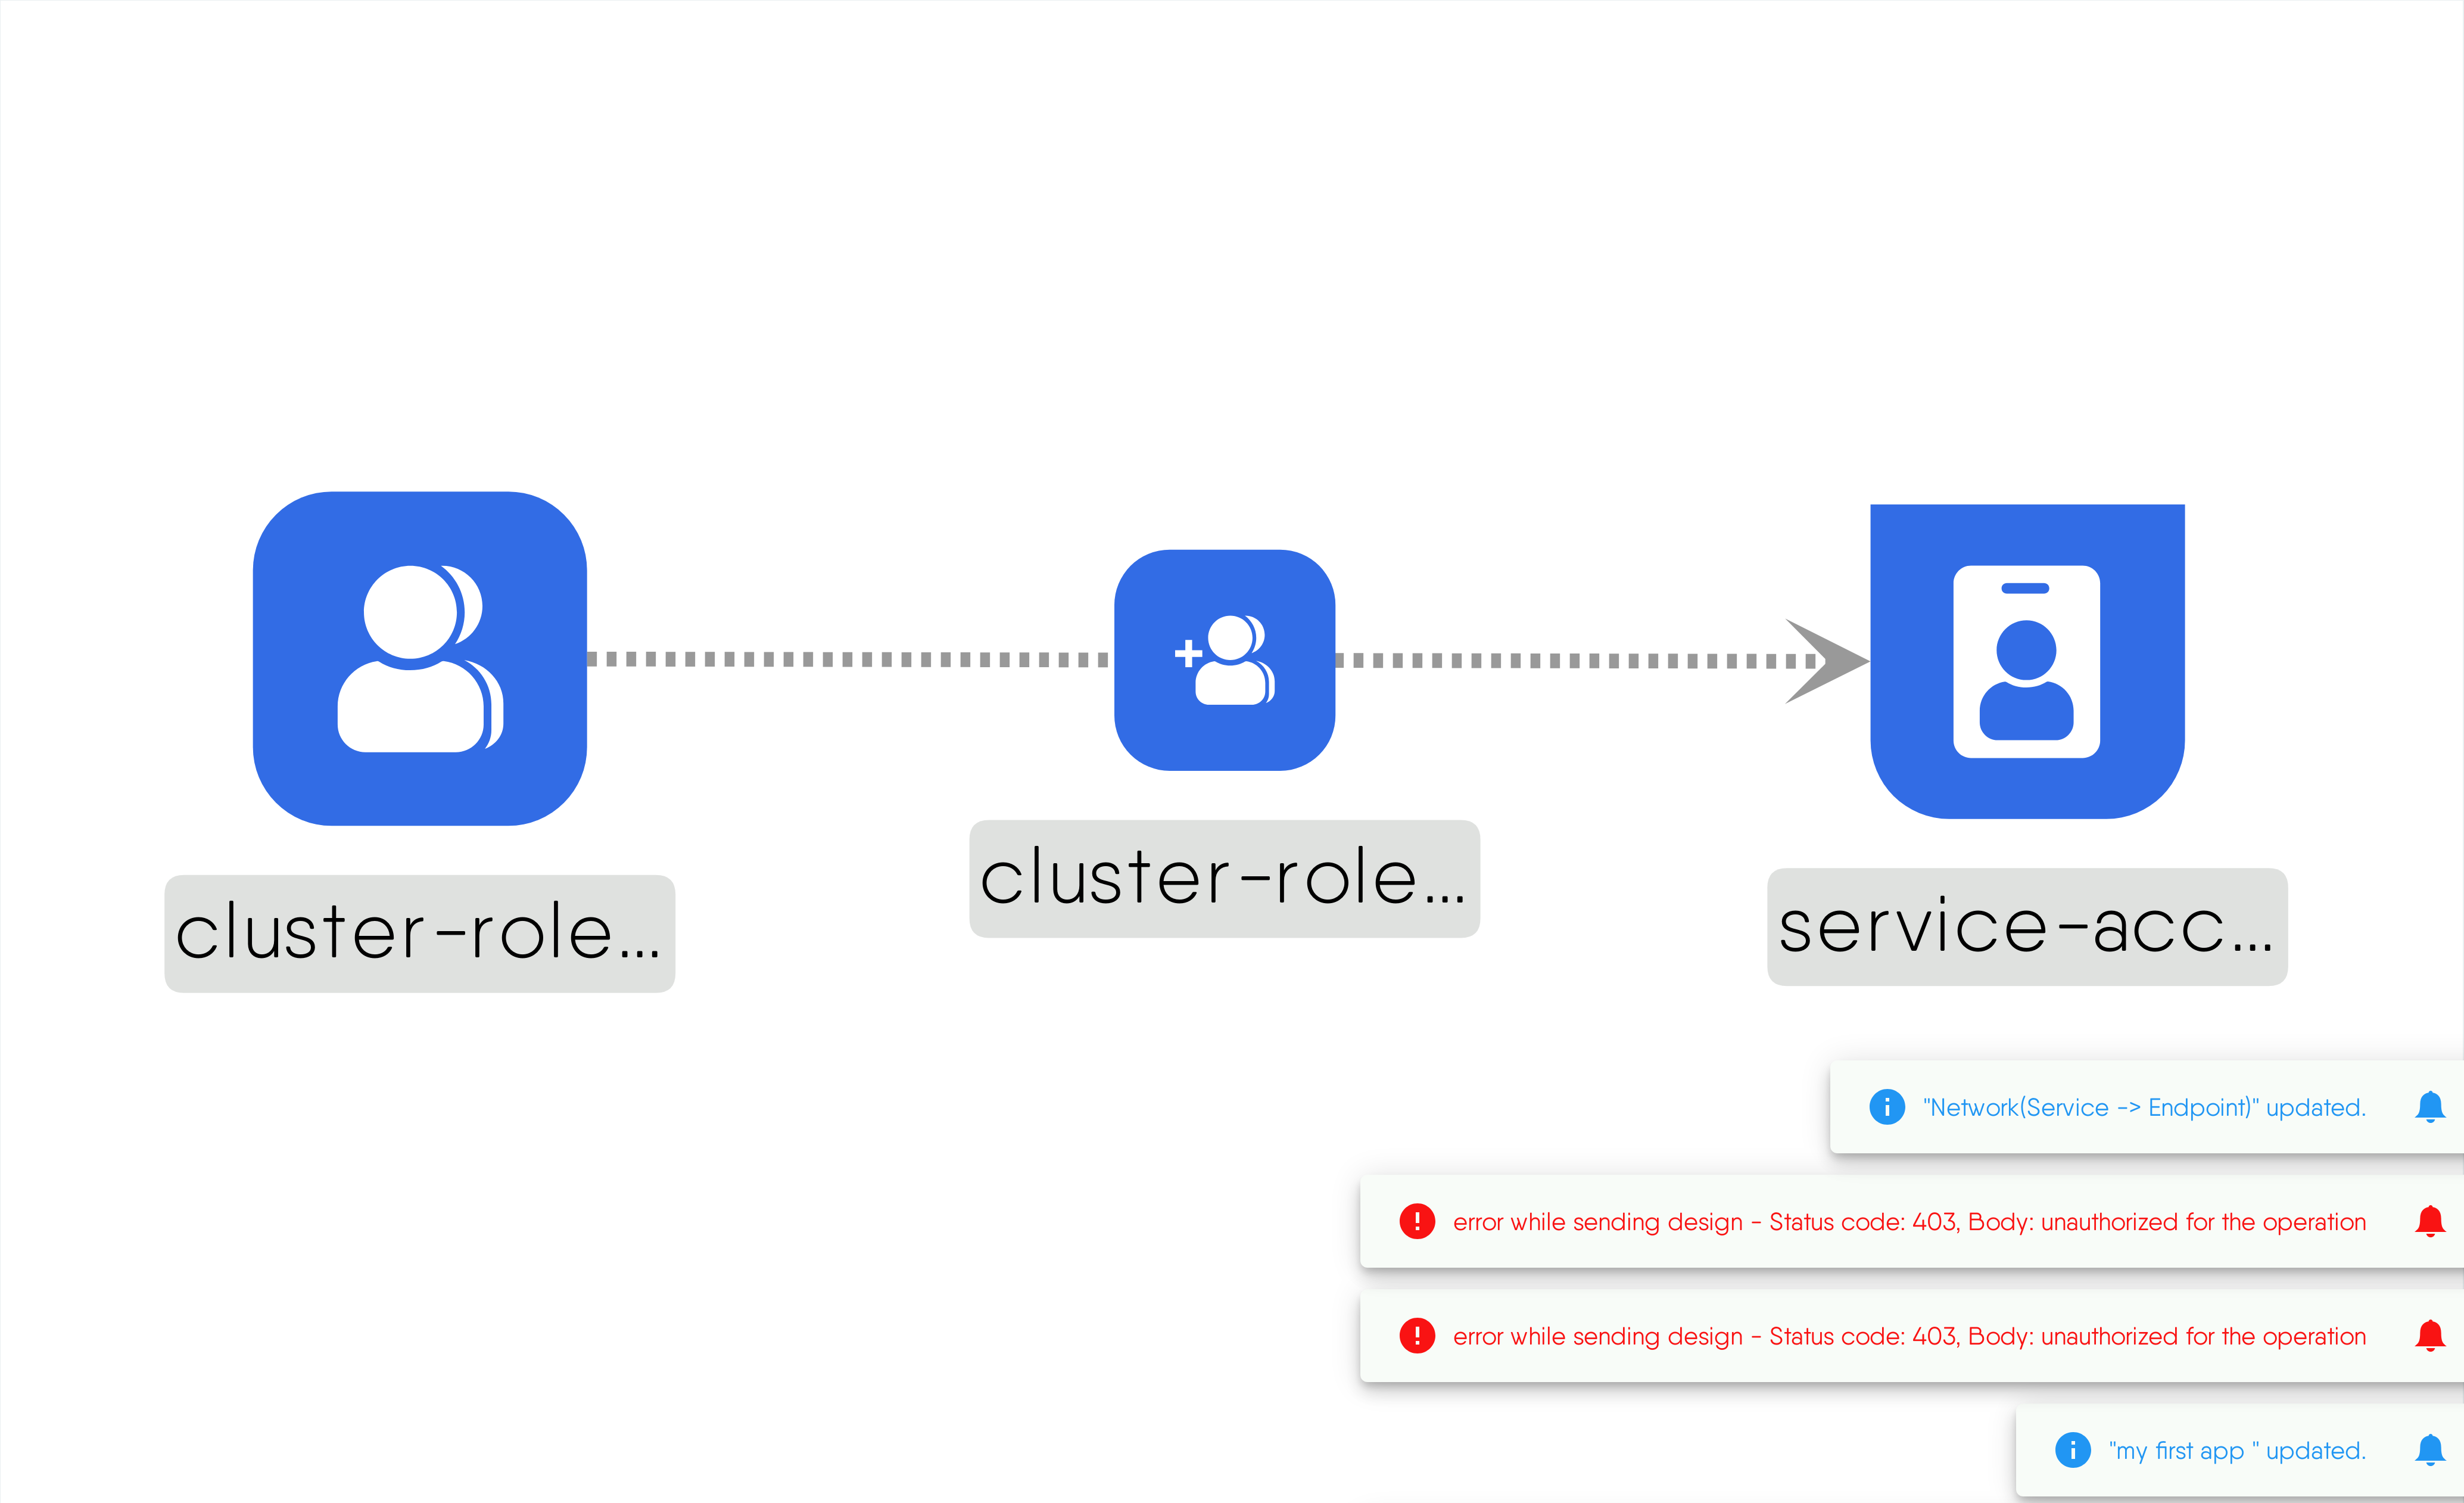 cluster-role...
cluster-role...
service-acc...
"Network(Service -> Endpoint)" updated.
error while sending design - Status code: 403, Body: unauthorized for the operation
error while sending design - Status code: 403, Body: unauthorized for the operation
"my first app " updated.